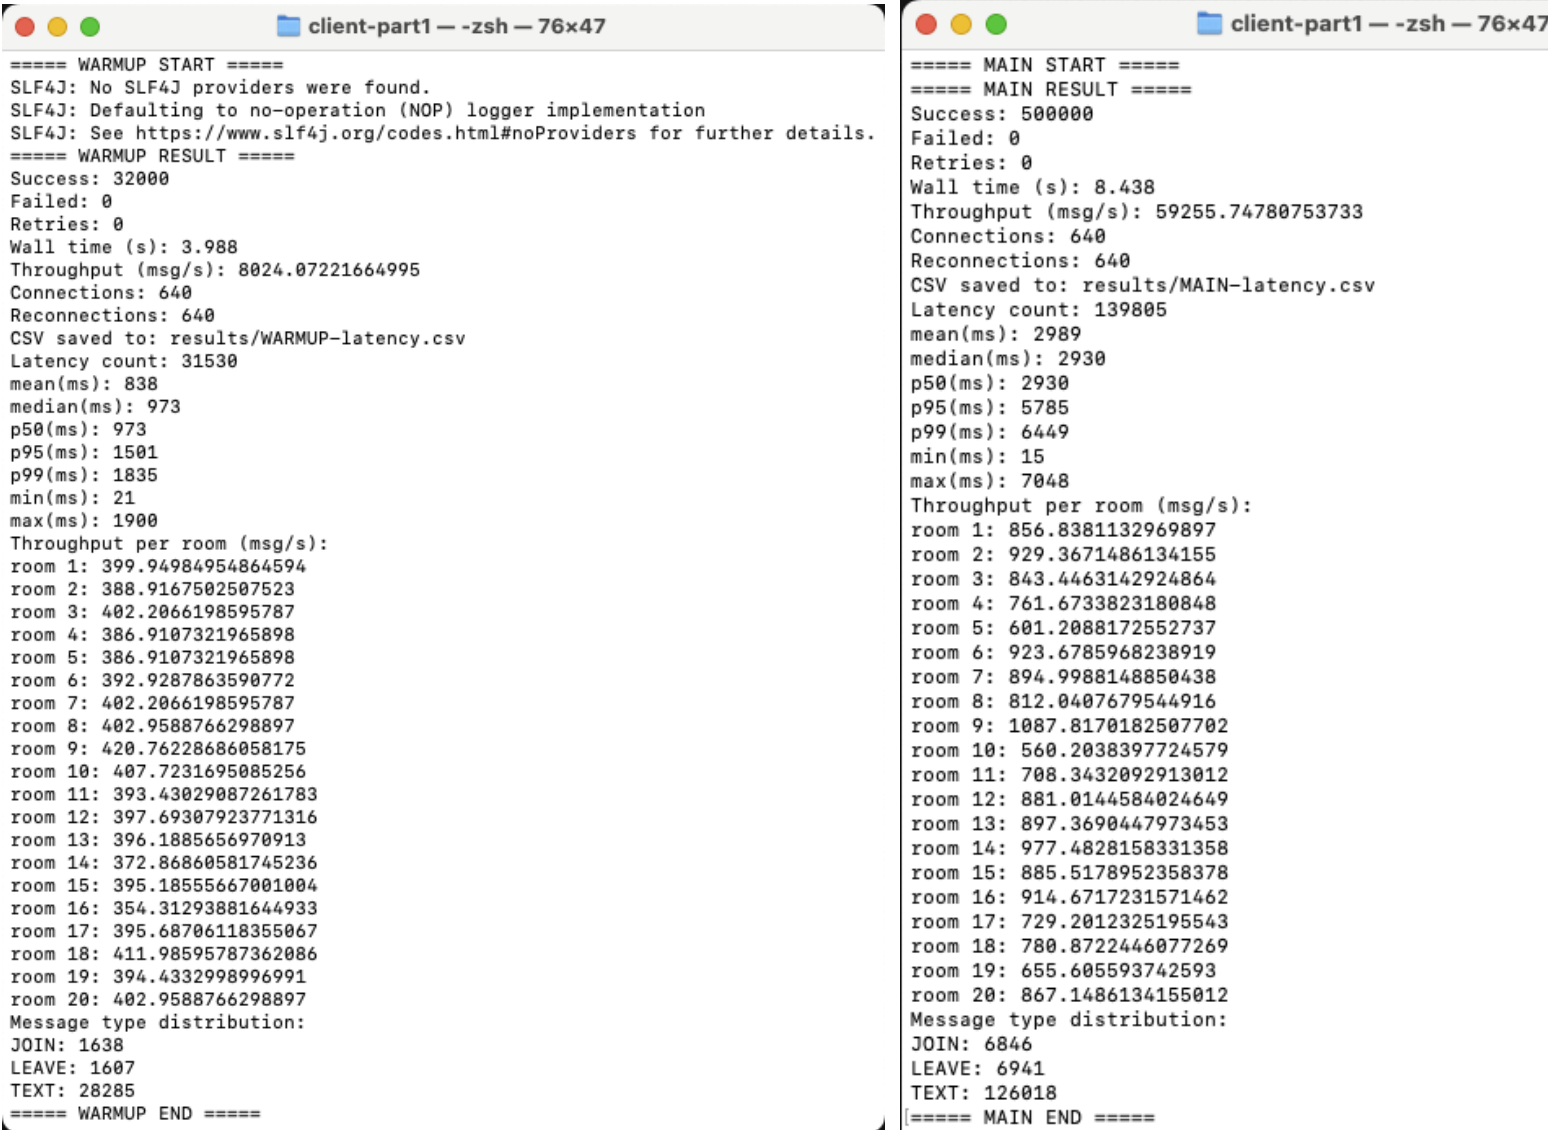 client-part1 — -zsh — 76×47
===== WARMUP START =====
SLF4J: No SLF4J providers were found.
SLF4J: Defaulting to no-operation (NOP) logger implementation
SLF4J: See https://www.slf4j.org/codes.html#noProviders for further details.
===== WARMUP RESULT =====
Success: 32000
Failed: 0
Retries: 0
Wall time (s): 3.988
Throughput (msg/s): 8024.07221664995
Connections: 640
Reconnections: 640
CSV saved to: results/WARMUP-latency.csv
Latency count: 31530
mean(ms): 838
median(ms): 973
p50(ms): 973
p95(ms): 1501
p99(ms): 1835
min(ms): 21
max(ms): 1900
Throughput per room (msg/s):
room 1: 399.94984954864594
room 2: 388.9167502507523
room 3: 402.2066198595787
room 4: 386.9107321965898
room 5: 386.9107321965898
room 6: 392.9287863590772
room 7: 402.2066198595787
room 8: 402.9588766298897
room 9: 420.76228686058175
room 10: 407.7231695085256
room 11: 393.43029087261783
room 12: 397.69307923771316
room 13: 396.1885656970913
room 14: 372.86860581745236
room 15: 395.18555667001004
room 16: 354.31293881644933
room 17: 395.68706118355067
room 18: 411.98595787362086
room 19: 394.4332998996991
room 20: 402.9588766298897
Message type distribution:
JOIN: 1638
LEAVE: 1607
TEXT: 28285
===== WARMUP END =====
client-part1 — -zsh — 76×47
===== MAIN START =====
===== MAIN RESULT =====
Success: 500000
Failed: 0
Retries: 0
Wall time (s): 8.438
Throughput (msg/s): 59255.74780753733
Connections: 640
Reconnections: 640
CSV saved to: results/MAIN-latency.csv
Latency count: 139805
mean(ms): 2989
median(ms): 2930
p50(ms): 2930
p95(ms): 5785
p99(ms): 6449
min(ms): 15
max(ms): 7048
Throughput per room (msg/s):
room 1: 856.8381132969897
room 2: 929.3671486134155
room 3: 843.4463142924864
room 4: 761.6733823180848
room 5: 601.2088172552737
room 6: 923.6785968238919
room 7: 894.9988148850438
room 8: 812.0407679544916
room 9: 1087.8170182507702
room 10: 560.2038397724579
room 11: 708.3432092913012
room 12: 881.0144584024649
room 13: 897.3690447973453
room 14: 977.4828158331358
room 15: 885.5178952358378
room 16: 914.6717231571462
room 17: 729.2012325195543
room 18: 780.8722446077269
room 19: 655.605593742593
room 20: 867.1486134155012
Message type distribution:
JOIN: 6846
LEAVE: 6941
TEXT: 126018
[===== MAIN END =====